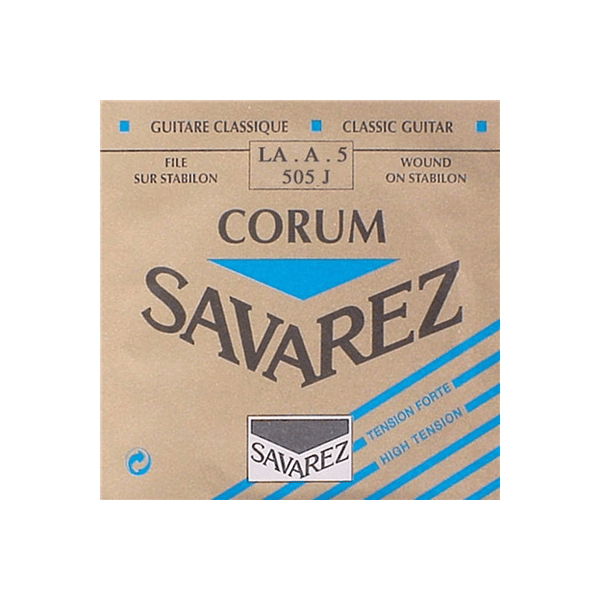 GUITARE CLASSIQUE CLASSIC GUITAR
FILE
SUR STABILON
LA . A . 5
505 J
WOUND
ON STABILON
CORUM
SAVAREZ
TENSION FORTE
HIGH TENSION
SAVAREZ